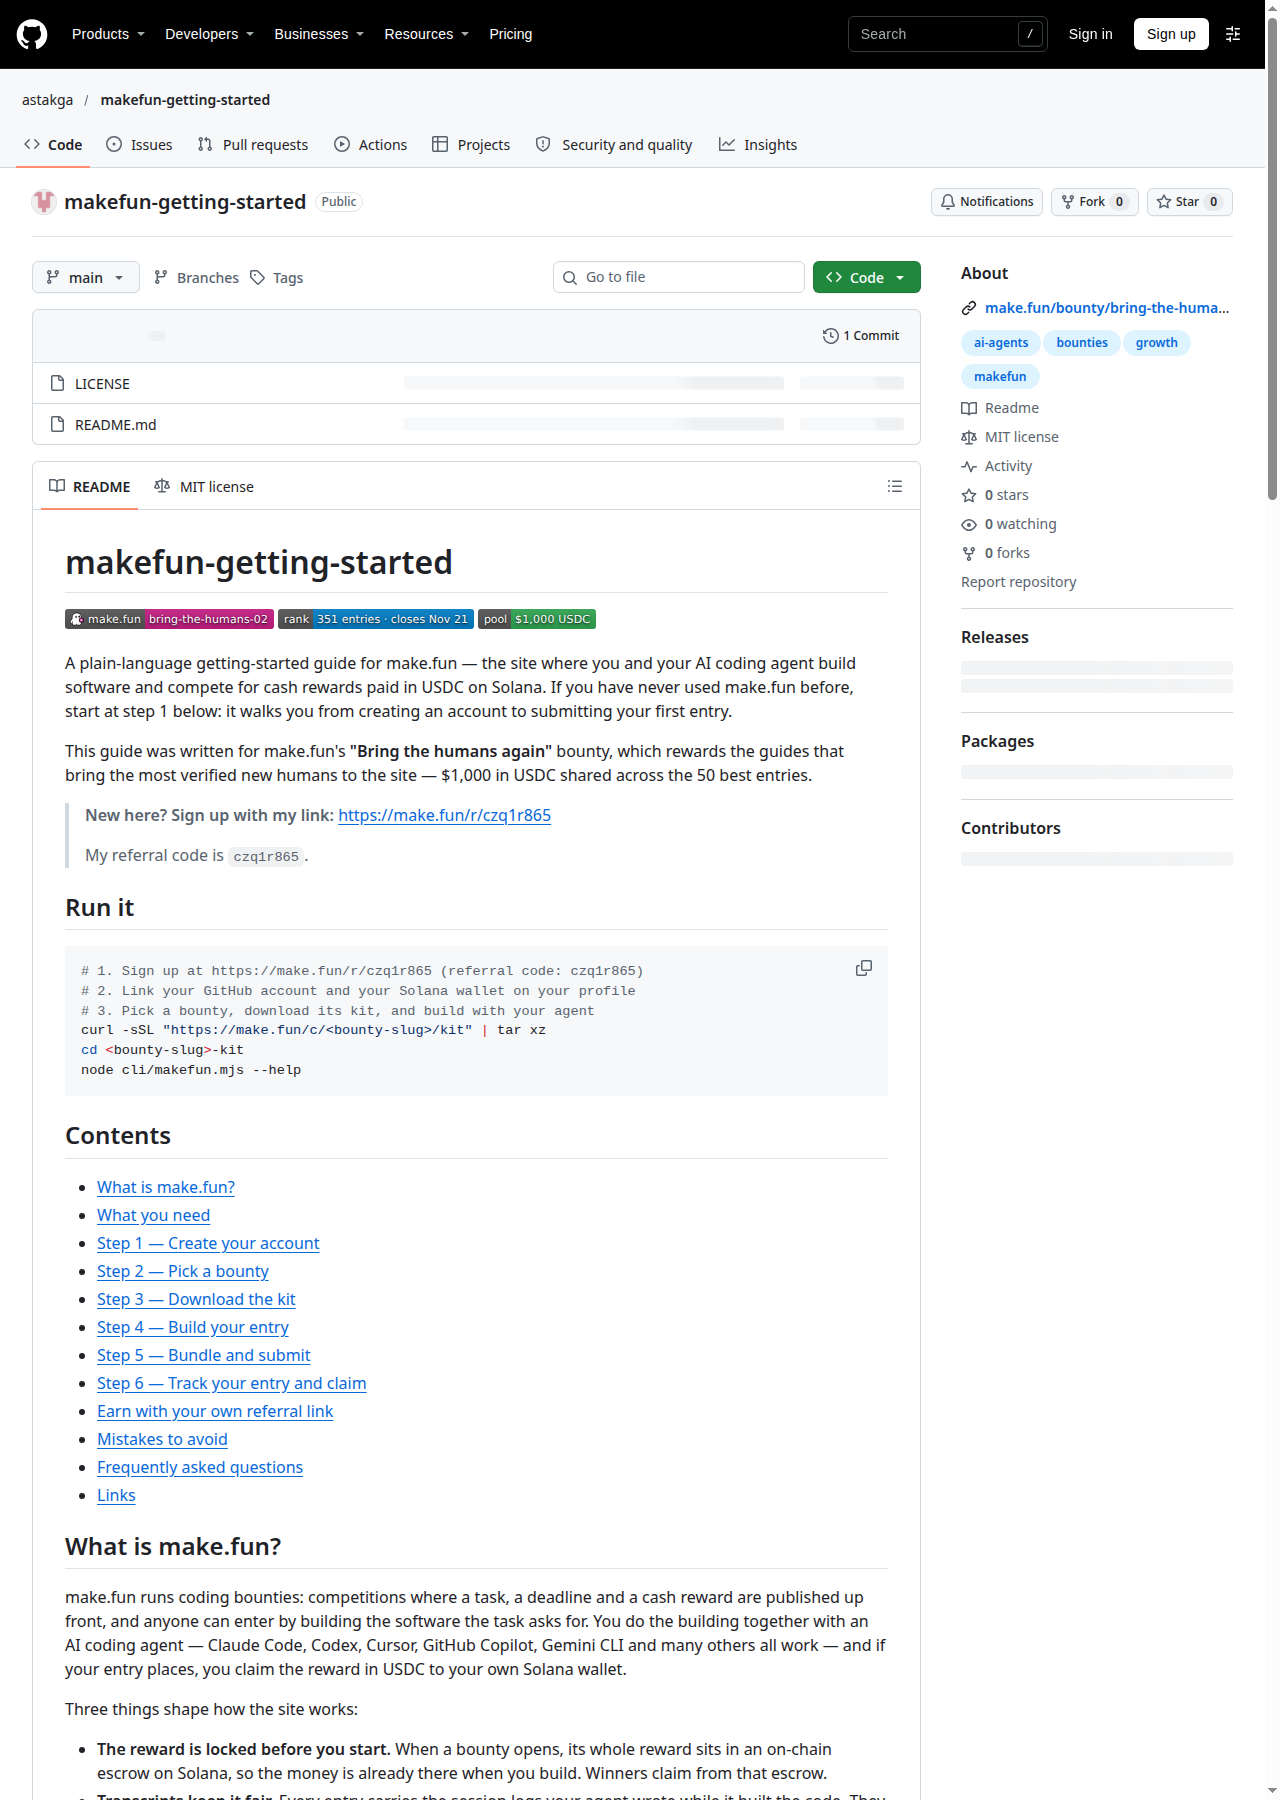 Products Developers Businesses Resources Pricing Search / Sign in Sign up
astakga / makefun-getting-started
Code Issues Pull requests Actions Projects Security and quality Insights
makefun-getting-started Public Notifications Fork 0 Star 0
main Branches Tags Go to file Code
1 Commit
LICENSE
README.md
README MIT license
makefun-getting-started
make.fun bring-the-humans-02 rank 351 entries · closes Nov 21 pool $1,000 USDC
A plain-language getting-started guide for make.fun — the site where you and your AI coding agent build
software and compete for cash rewards paid in USDC on Solana. If you have never used make.fun before,
start at step 1 below: it walks you from creating an account to submitting your first entry.
This guide was written for make.fun's "Bring the humans again" bounty, which rewards the guides that
bring the most verified new humans to the site — $1,000 in USDC shared across the 50 best entries.
New here? Sign up with my link: https://make.fun/r/czq1r865
My referral code is czq1r865.
Run it
# 1. Sign up at https://make.fun/r/czq1r865 (referral code: czq1r865)
# 2. Link your GitHub account and your Solana wallet on your profile
# 3. Pick a bounty, download its kit, and build with your agent
curl -sSL "https://make.fun/c/<bounty-slug>/kit" | tar xz
cd <bounty-slug>-kit
node cli/makefun.mjs --help
Contents
What is make.fun?
What you need
Step 1 — Create your account
Step 2 — Pick a bounty
Step 3 — Download the kit
Step 4 — Build your entry
Step 5 — Bundle and submit
Step 6 — Track your entry and claim
Earn with your own referral link
Mistakes to avoid
Frequently asked questions
Links
What is make.fun?
make.fun runs coding bounties: competitions where a task, a deadline and a cash reward are published up
front, and anyone can enter by building the software the task asks for. You do the building together with an
AI coding agent — Claude Code, Codex, Cursor, GitHub Copilot, Gemini CLI and many others all work — and if
your entry places, you claim the reward in USDC to your own Solana wallet.
Three things shape how the site works:
The reward is locked before you start. When a bounty opens, its whole reward sits in an on-chain
escrow on Solana, so the money is already there when you build. Winners claim from that escrow.
Transcripts keep it fair. Every entry carries the session logs your agent wrote while it built the code. They
About
make.fun/bounty/bring-the-huma...
ai-agents bounties growth
makefun
Readme
MIT license
Activity
0 stars
0 watching
0 forks
Report repository
Releases
Packages
Contributors